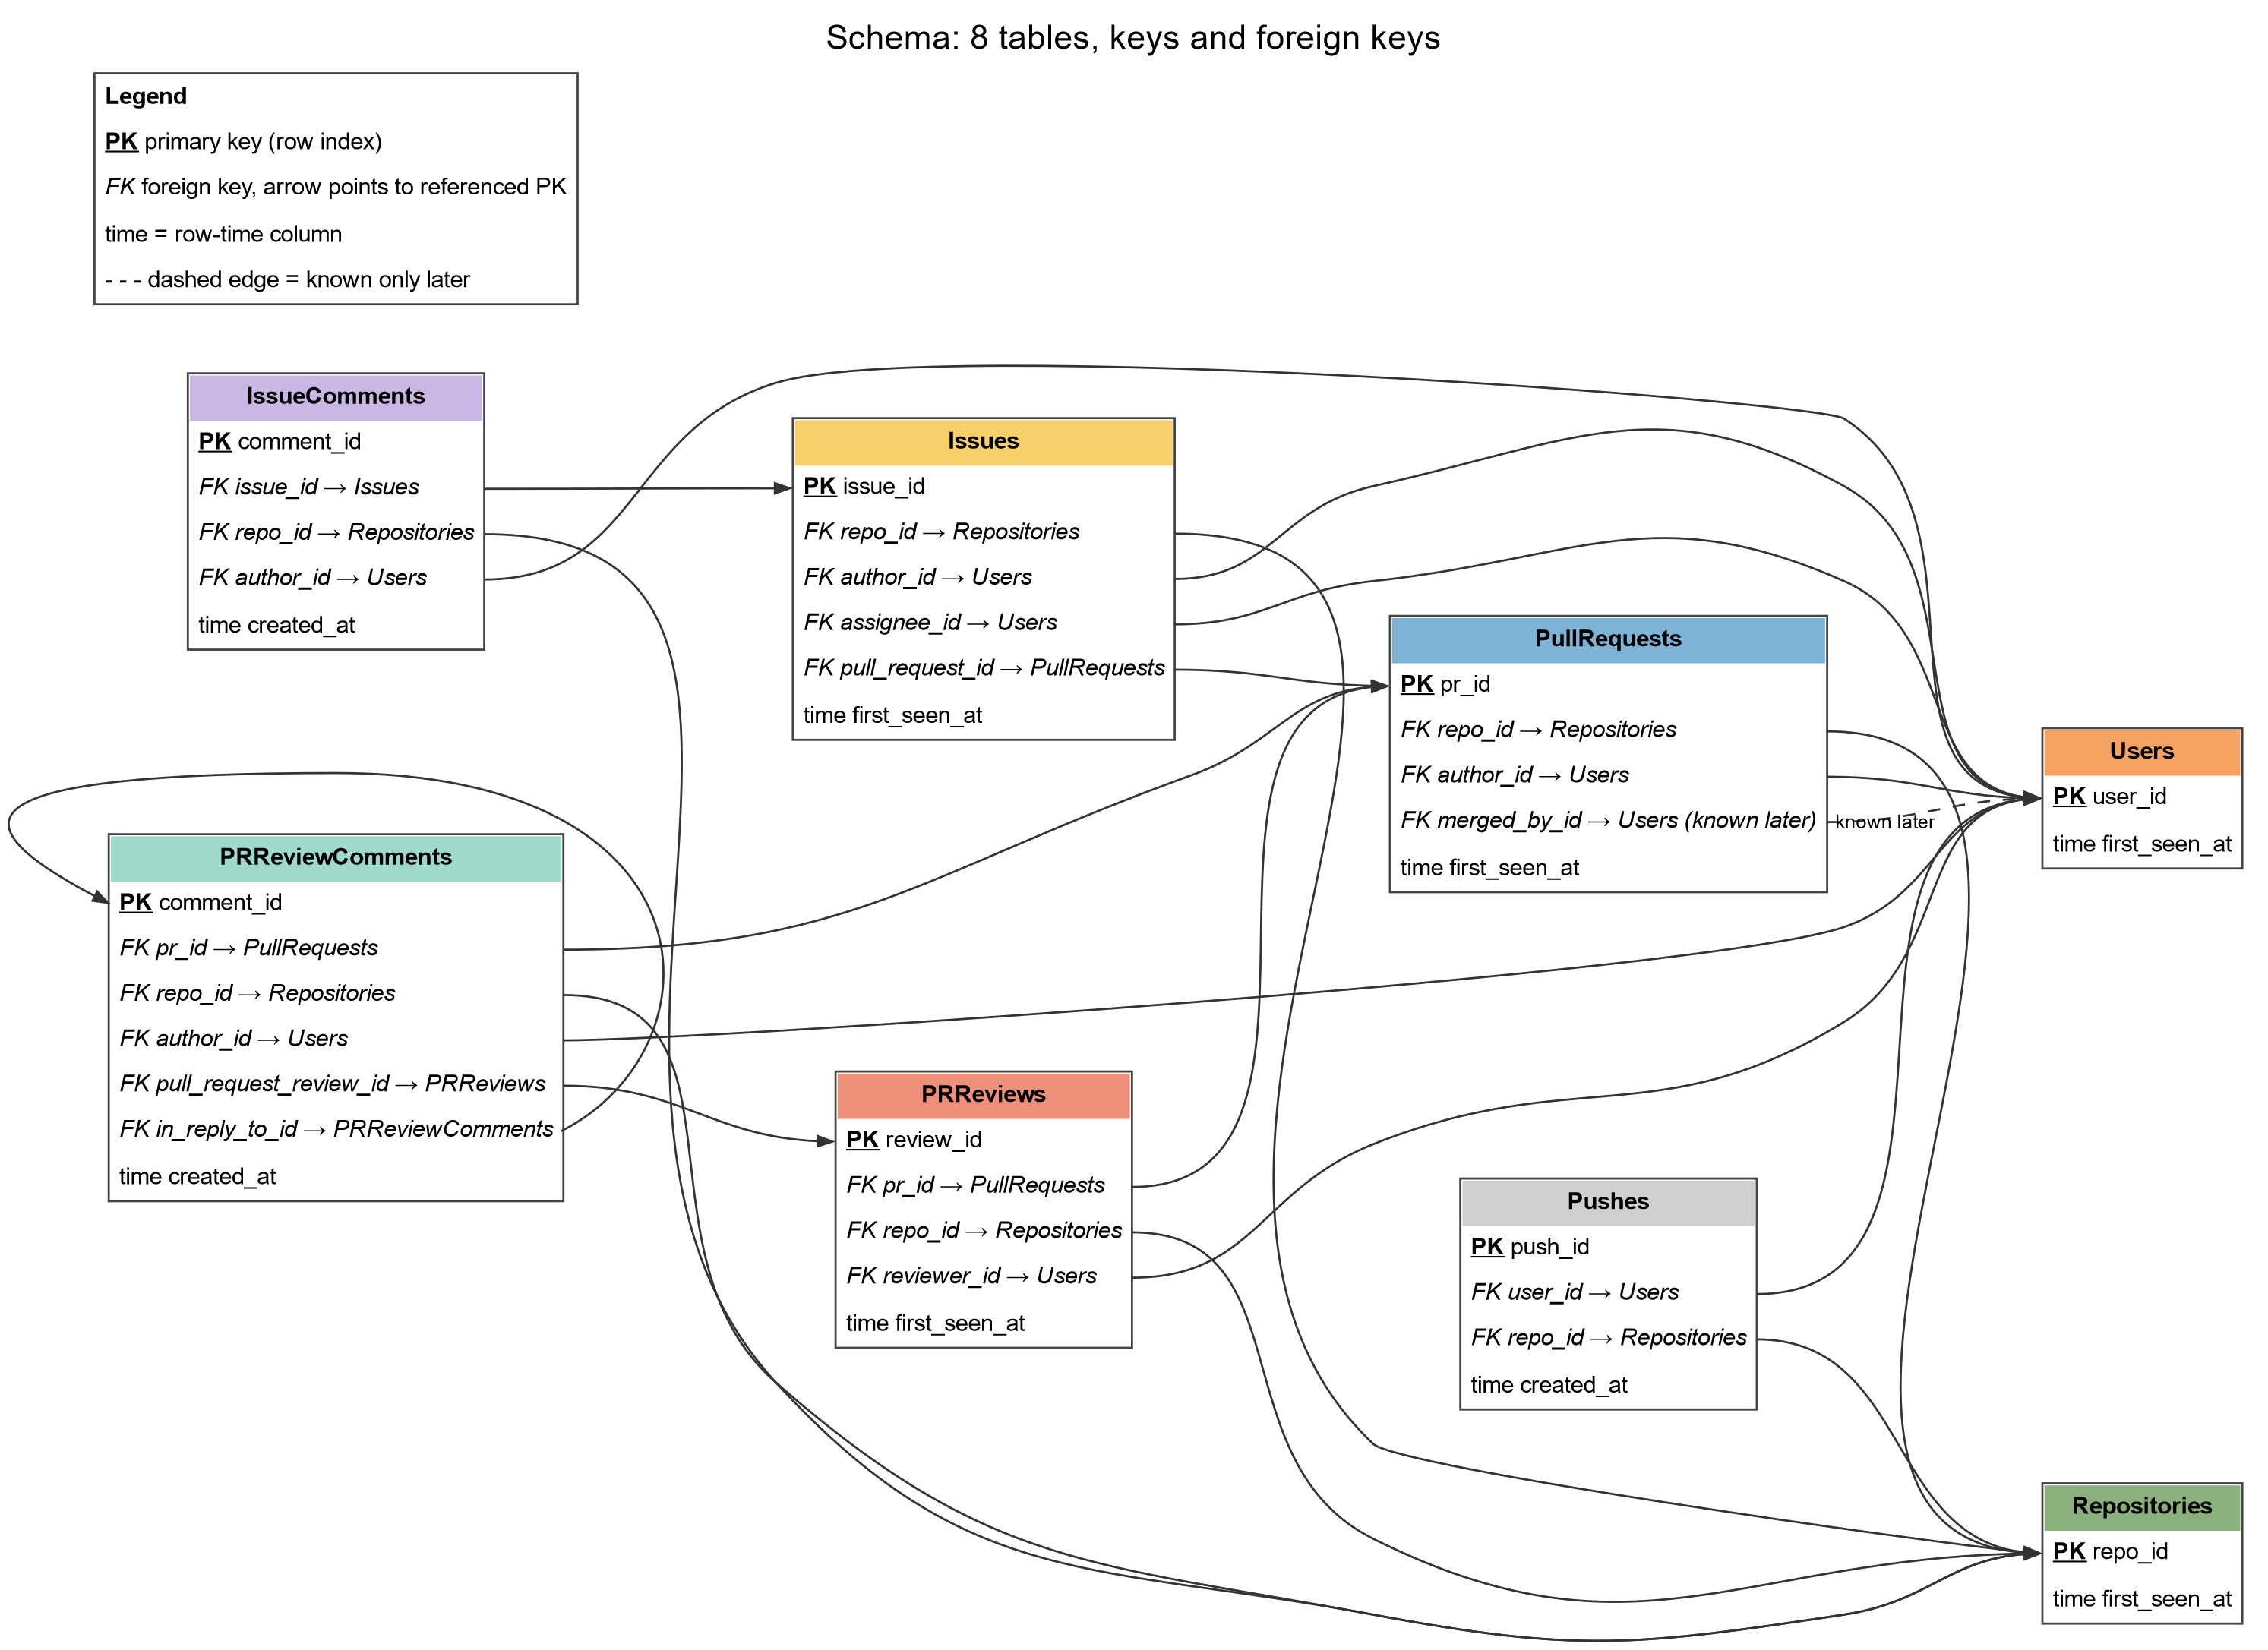 Schema: 8 tables, keys and foreign keys
Legend
PK primary key (row index)
FK foreign key, arrow points to referenced PK
time = row-time column
- - - dashed edge = known only later
IssueComments
PK comment_id
FK issue_id → Issues
FK repo_id → Repositories
FK author_id → Users
time created_at
Issues
PK issue_id
FK repo_id → Repositories
FK author_id → Users
FK assignee_id → Users
FK pull_request_id → PullRequests
time first_seen_at
PullRequests
PK pr_id
FK repo_id → Repositories
FK author_id → Users
FK merged_by_id → Users (known later)
time first_seen_at
known later
Users
PK user_id
time first_seen_at
PRReviewComments
PK comment_id
FK pr_id → PullRequests
FK repo_id → Repositories
FK author_id → Users
FK pull_request_review_id → PRReviews
FK in_reply_to_id → PRReviewComments
time created_at
PRReviews
PK review_id
FK pr_id → PullRequests
FK repo_id → Repositories
FK reviewer_id → Users
time first_seen_at
Pushes
PK push_id
FK user_id → Users
FK repo_id → Repositories
time created_at
Repositories
PK repo_id
time first_seen_at